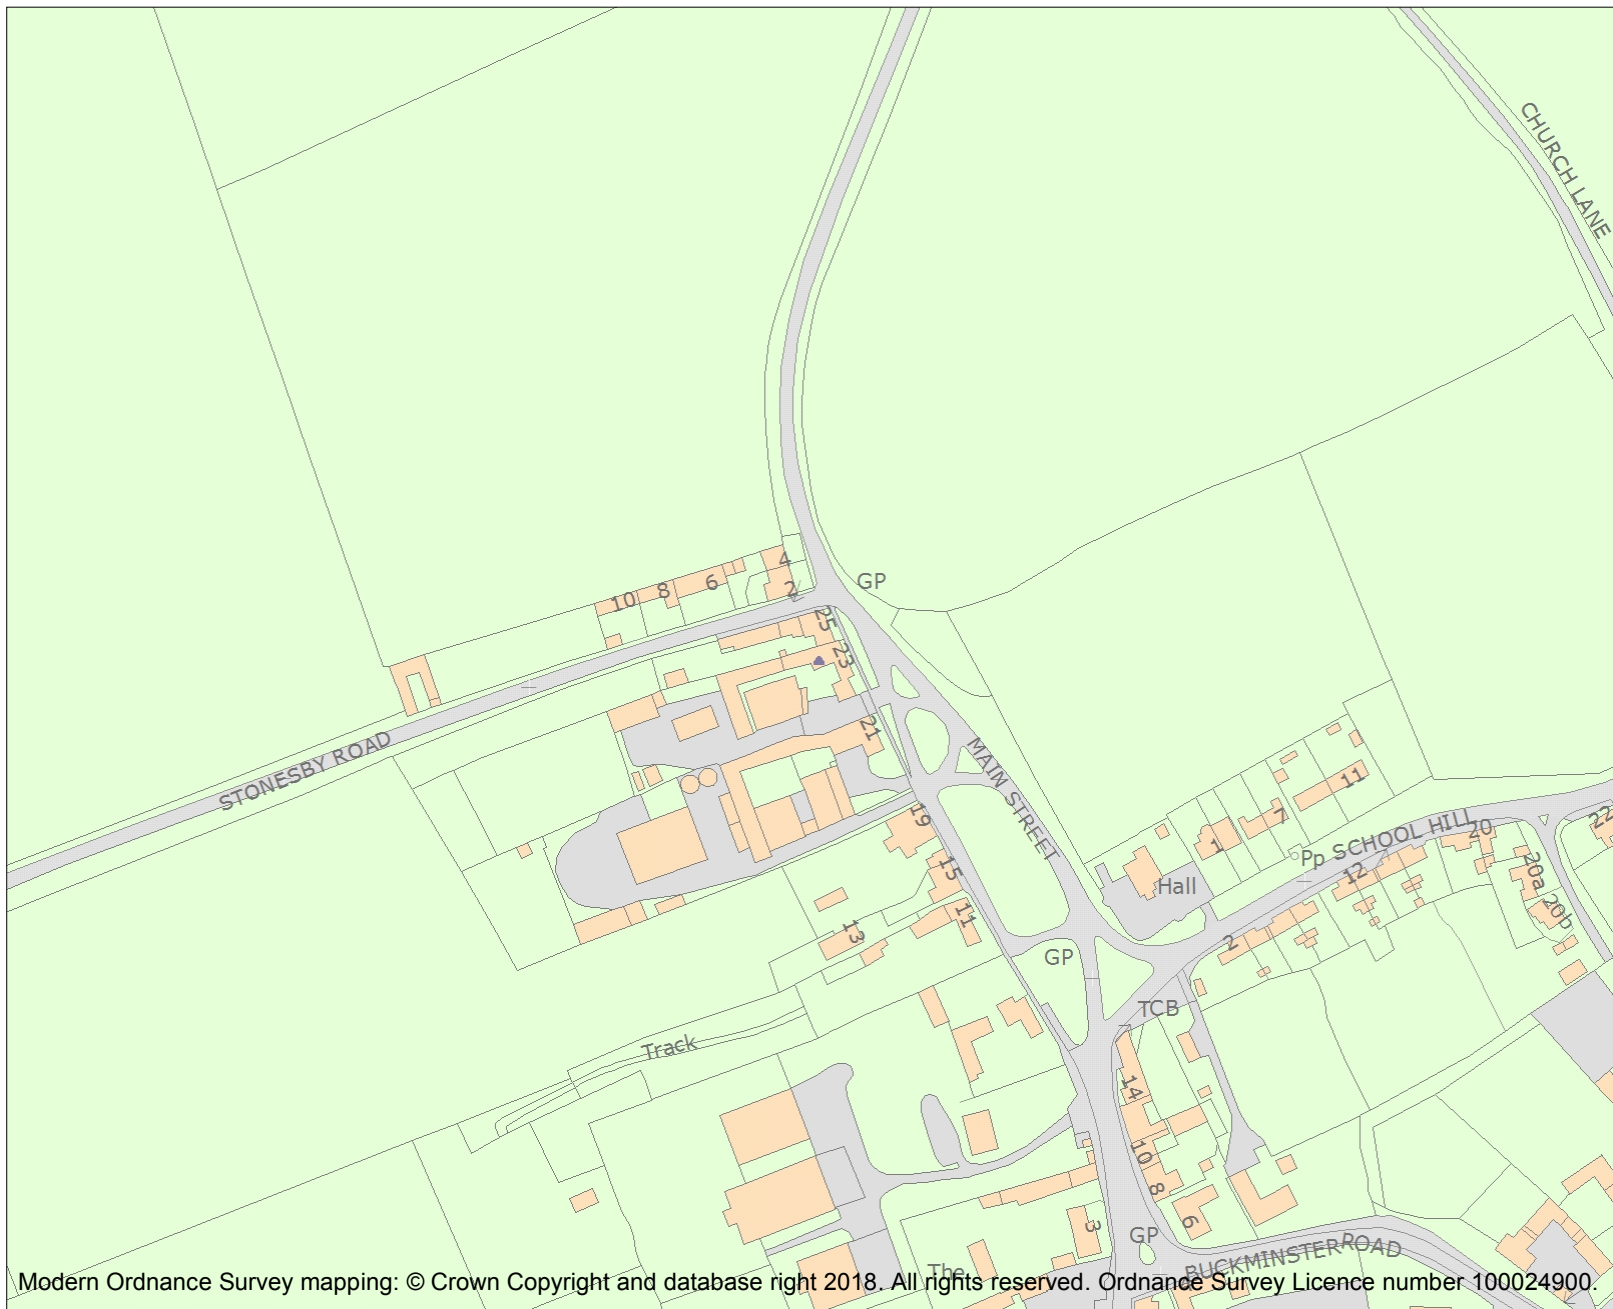 CHURCH LANE
GP
4
2
10
8
6
25
23
21
STONESBY ROAD
MAIN STREET
19
15
11
13
1
7
11
Pp
SCHOOL HILL
20
22
12
20a
20b
Hall
2
GP
TCB
Track
14
10
8
6
3
GP
BUCKMINSTER ROAD
The
Modern Ordnance Survey mapping: © Crown Copyright and database right 2018. All rights reserved. Ordnance Survey Licence number 100024900.